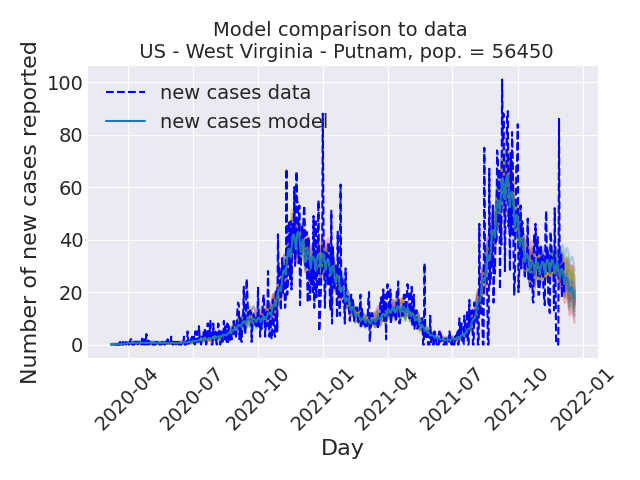 Model comparison to data
US - West Virginia - Putnam, pop. = 56450
Number of new cases reported
100
80
60
40
20
0
new cases data
new cases model
2020-04
2020-07
2020-10
2021-01
2021-04
2021-07
2021-10
2022-01
Day